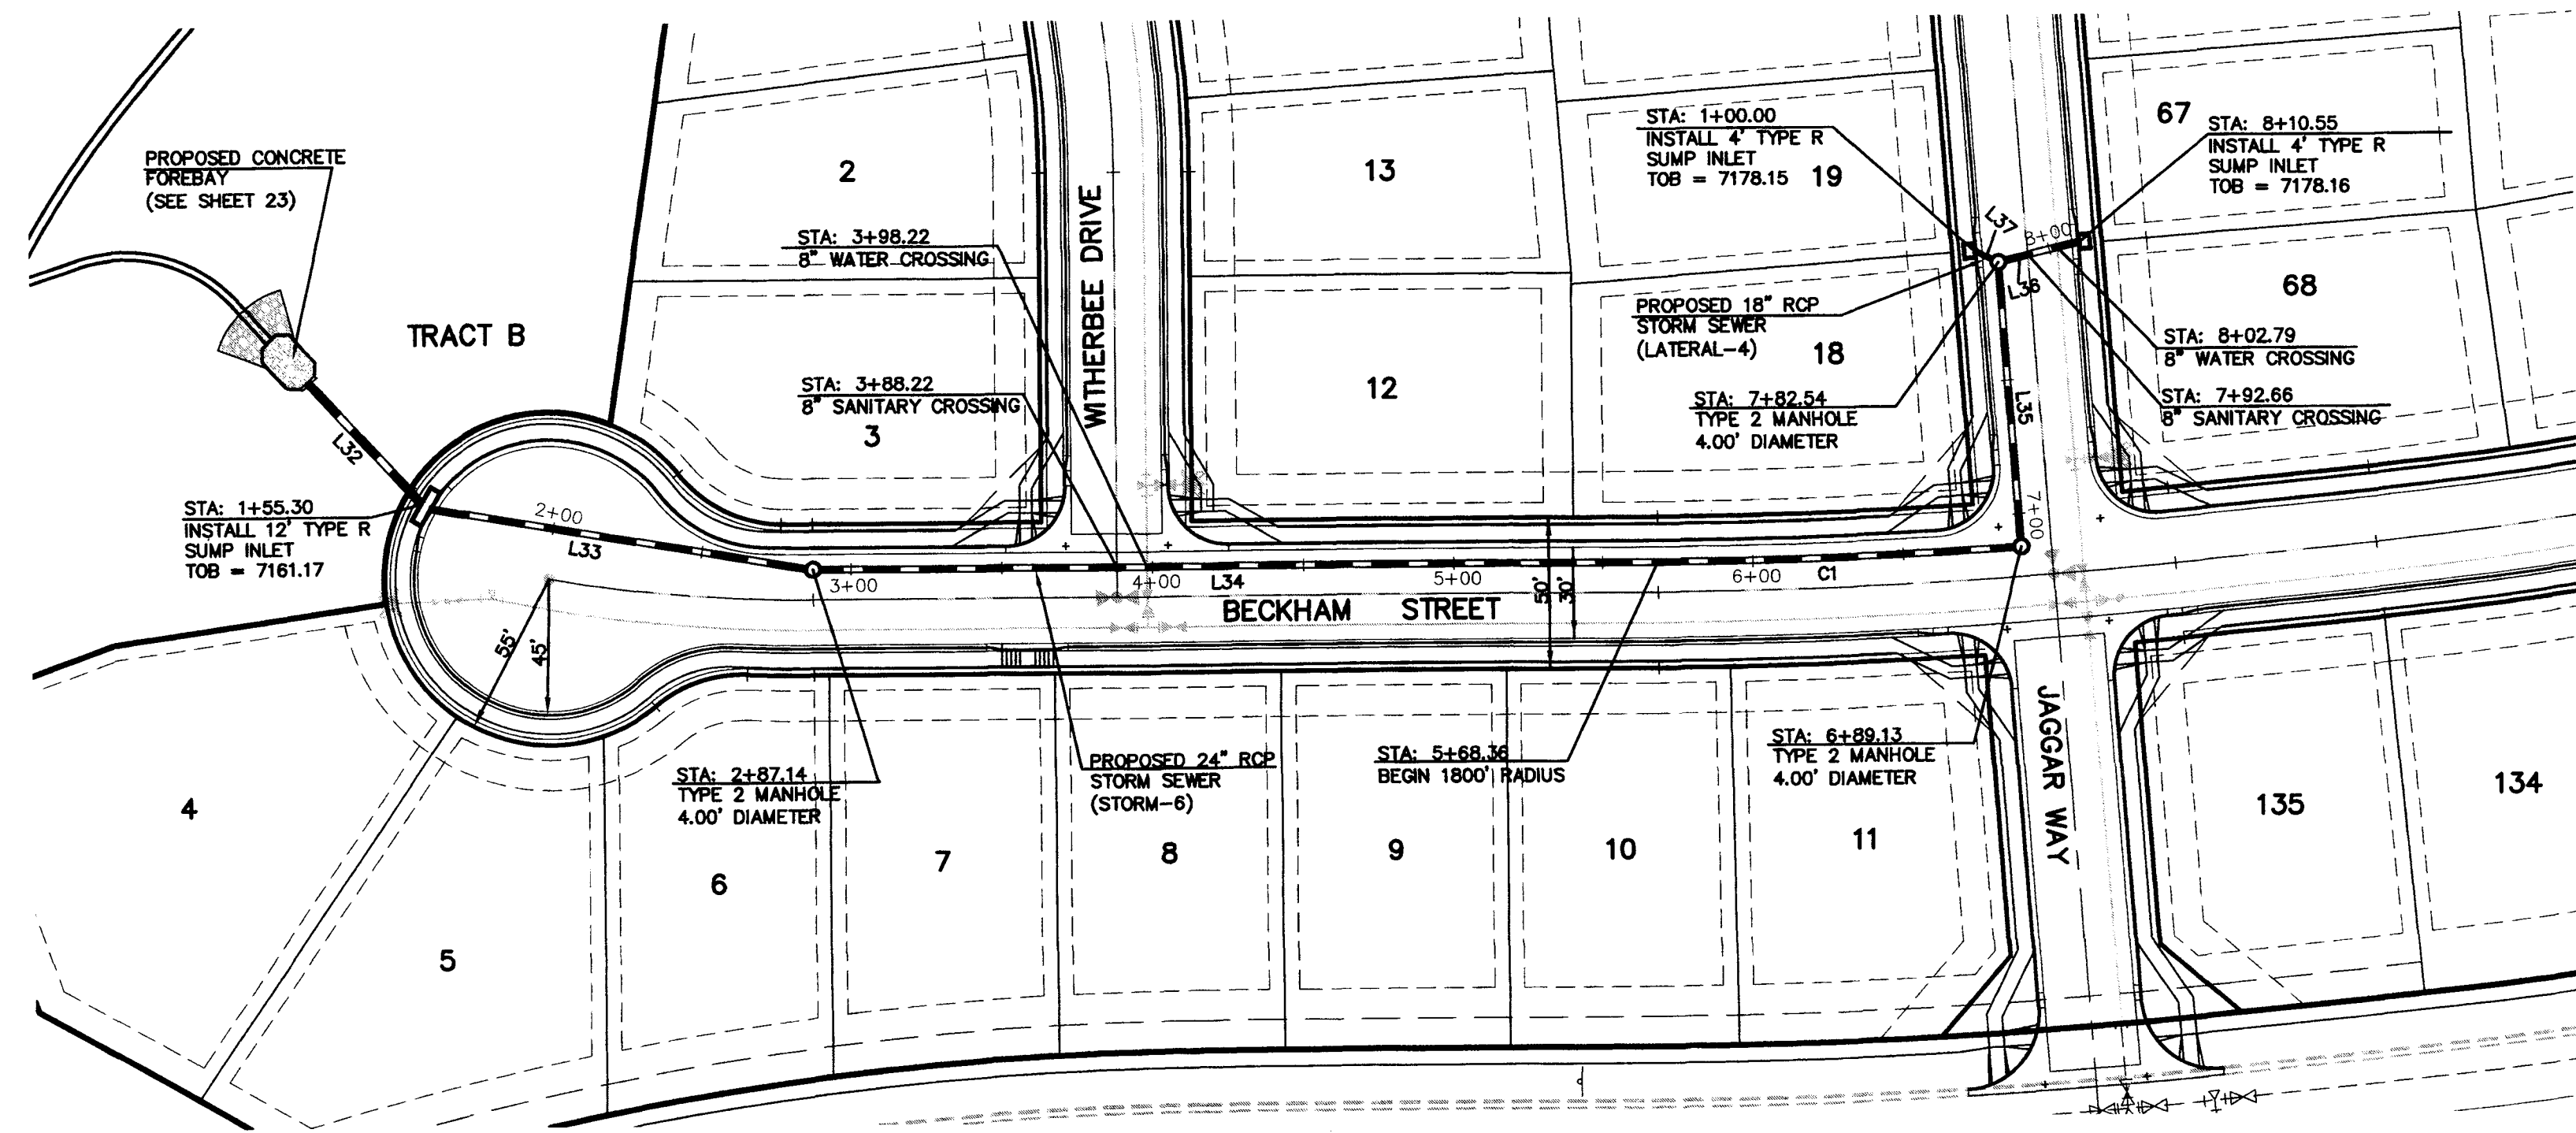 PROPOSED CONCRETE
FOREBAY
(SEE SHEET 23)
TRACT B
L32
STA: 1+55.30
INSTALL 12' TYPE R
SUMP INLET
TOB = 7161.17
2+00
L33
55'
45'
2
STA: 3+98.22
8" WATER CROSSING
STA: 3+88.22
8" SANITARY CROSSING
3
WITHERBEE DRIVE
13
12
STA: 1+00.00
INSTALL 4' TYPE R
SUMP INLET
TOB = 7178.15
19
67
STA: 8+10.55
INSTALL 4' TYPE R
SUMP INLET
TOB = 7178.16
L37
8+00
L36
PROPOSED 18" RCP
STORM SEWER
(LATERAL-4)
18
68
STA: 7+82.54
TYPE 2 MANHOLE
4.00' DIAMETER
STA: 8+02.79
8" WATER CROSSING
STA: 7+92.66
8" SANITARY CROSSING
L35
7+00
3+00
4+00
L34
5+00
50'
30'
6+00
C1
BECKHAM STREET
STA: 2+87.14
TYPE 2 MANHOLE
4.00' DIAMETER
PROPOSED 24" RCP
STORM SEWER
(STORM-6)
STA: 5+68.36
BEGIN 1800' RADIUS
STA: 6+89.13
TYPE 2 MANHOLE
4.00' DIAMETER
JAGGAR WAY
4
5
6
7
8
9
10
11
135
134